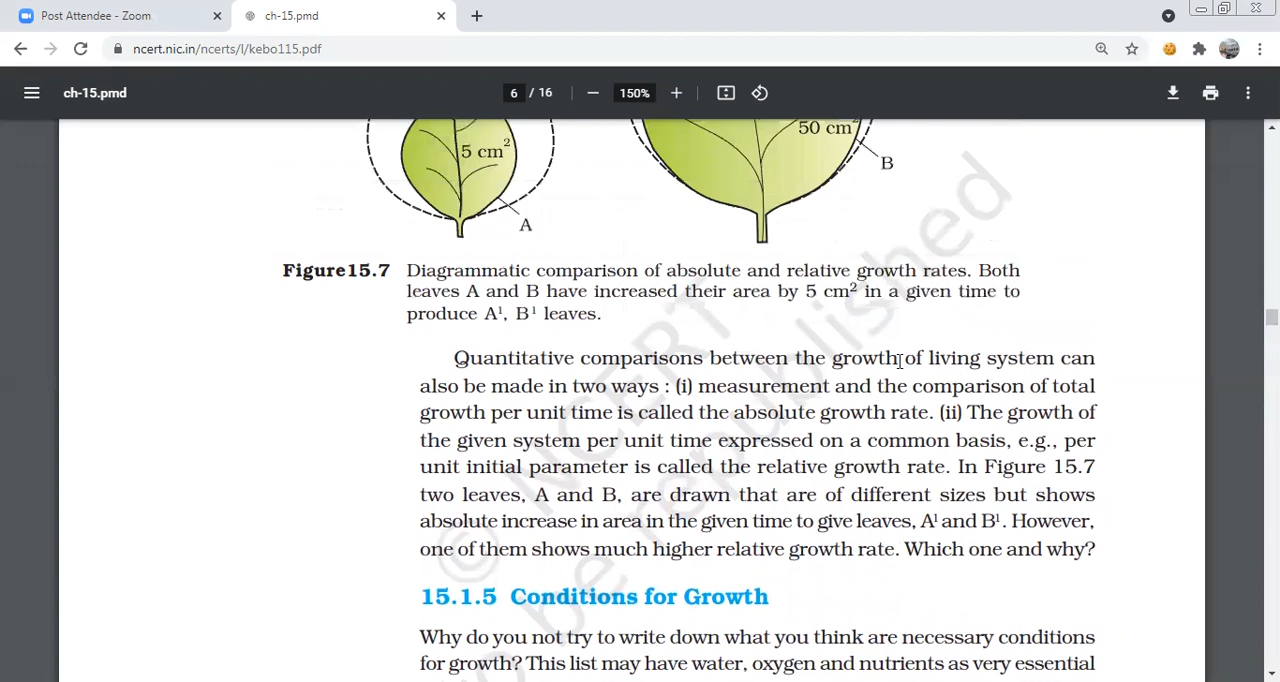 Post Attendee - Zoom
ch-15.pmd
ncert.nic.in/ncerts/l/kebo115.pdf
ch-15.pmd
6 / 16
150%
5 cm²
A
50 cm²
B
Figure 15.7 Diagrammatic comparison of absolute and relative growth rates. Both
leaves A and B have increased their area by 5 cm² in a given time to
produce A¹, B¹ leaves.
Quantitative comparisons between the growth of living system can
also be made in two ways : (i) measurement and the comparison of total
growth per unit time is called the absolute growth rate. (ii) The growth of
the given system per unit time expressed on a common basis, e.g., per
unit initial parameter is called the relative growth rate. In Figure 15.7
two leaves, A and B, are drawn that are of different sizes but shows
absolute increase in area in the given time to give leaves, A¹ and B¹. However,
one of them shows much higher relative growth rate. Which one and why?
15.1.5 Conditions for Growth
Why do you not try to write down what you think are necessary conditions
for growth? This list may have water, oxygen and nutrients as very essential
© NCERT
be republished